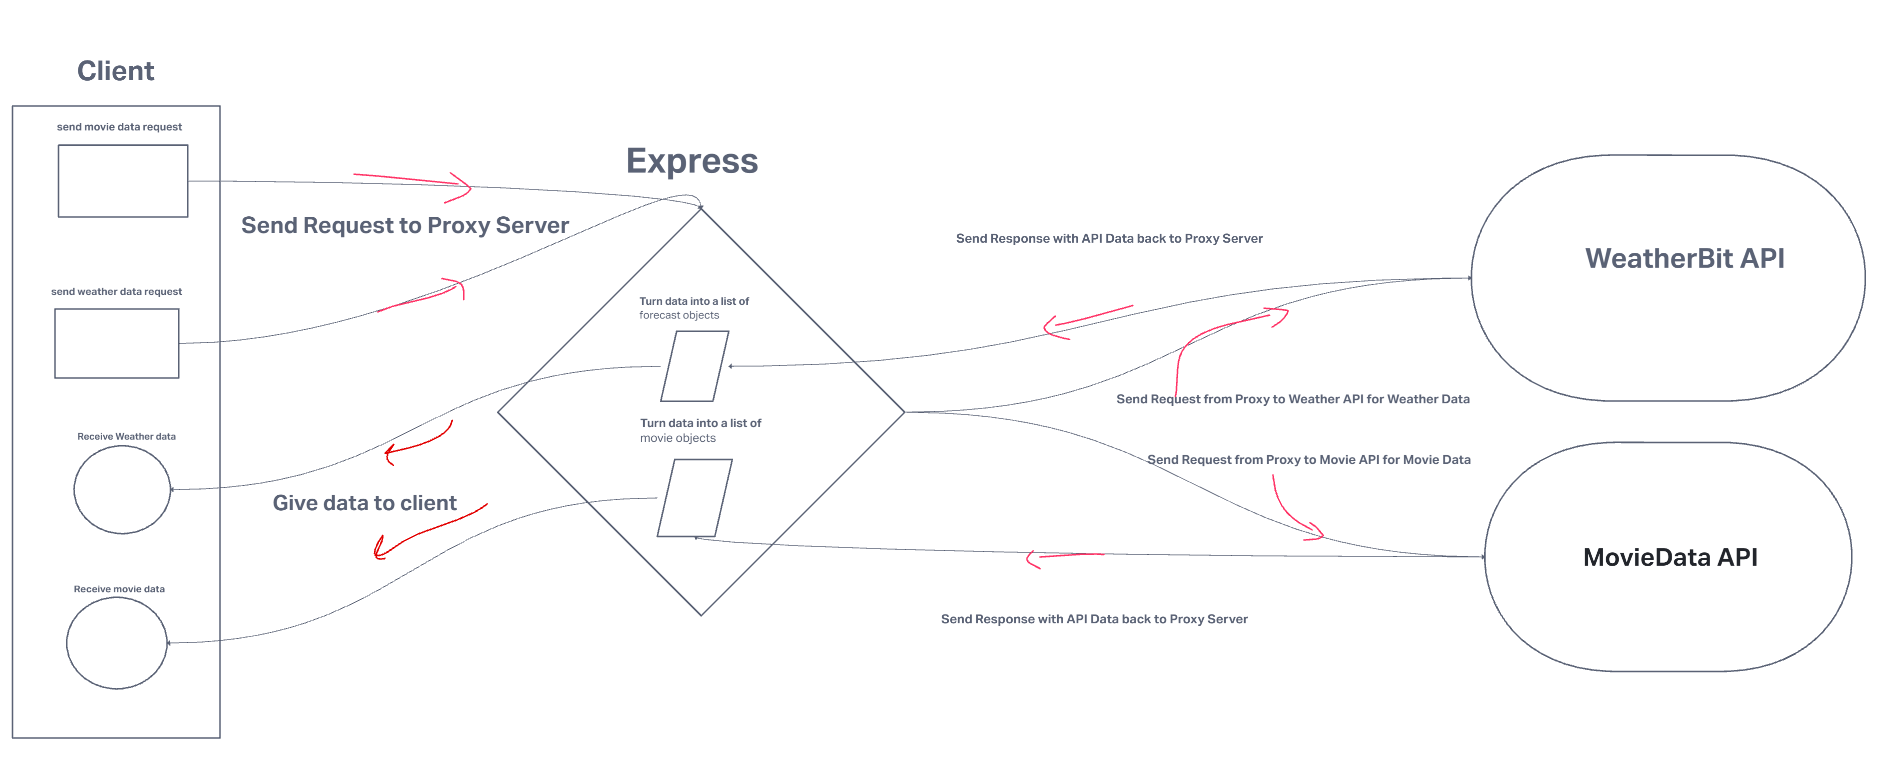 Client
send movie data request
Express
Send Request to Proxy Server
Send Response with API Data back to Proxy Server
WeatherBit API
send weather data request
Turn data into a list of
forecast objects
Send Request from Proxy to Weather API for Weather Data
Turn data into a list of
movie objects
Receive Weather data
Send Request from Proxy to Movie API for Movie Data
Give data to client
MovieData API
Receive movie data
Send Response with API Data back to Proxy Server